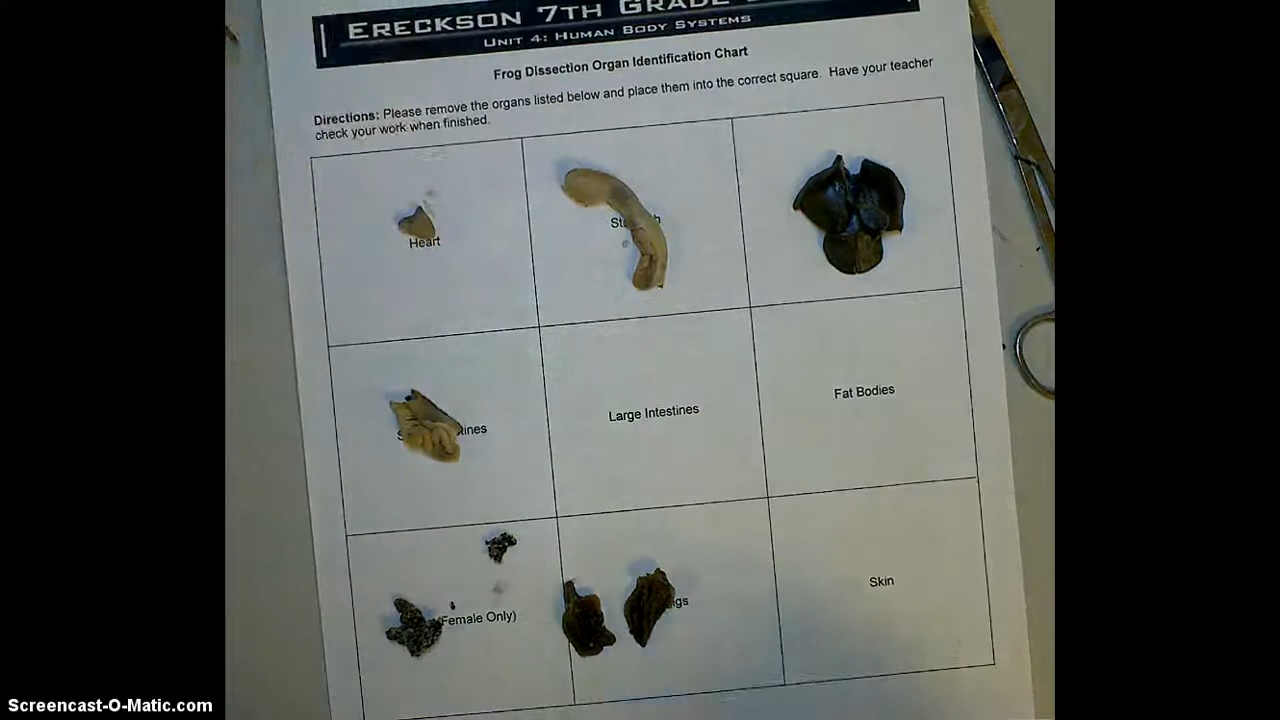 ERECKSON 7TH GRADE
UNIT 4: HUMAN BODY SYSTEMS
Frog Dissection Organ Identification Chart
Directions: Please remove the organs listed below and place them into the correct square. Have your teacher
check your work when finished.
Heart
Large Intestines
Fat Bodies
(Female Only)
Skin
Screencast-O-Matic.com